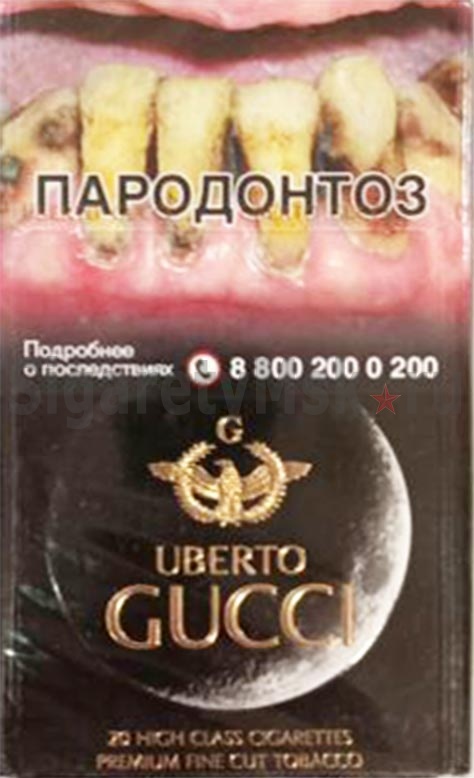 ПАРОДОНТОЗ
Подробнее
о последствиях 8 800 200 0 200
G
UBERTO
GUCCI
20 HIGH CLASS CIGARETTES
PREMIUM FINE CUT TOBACCO